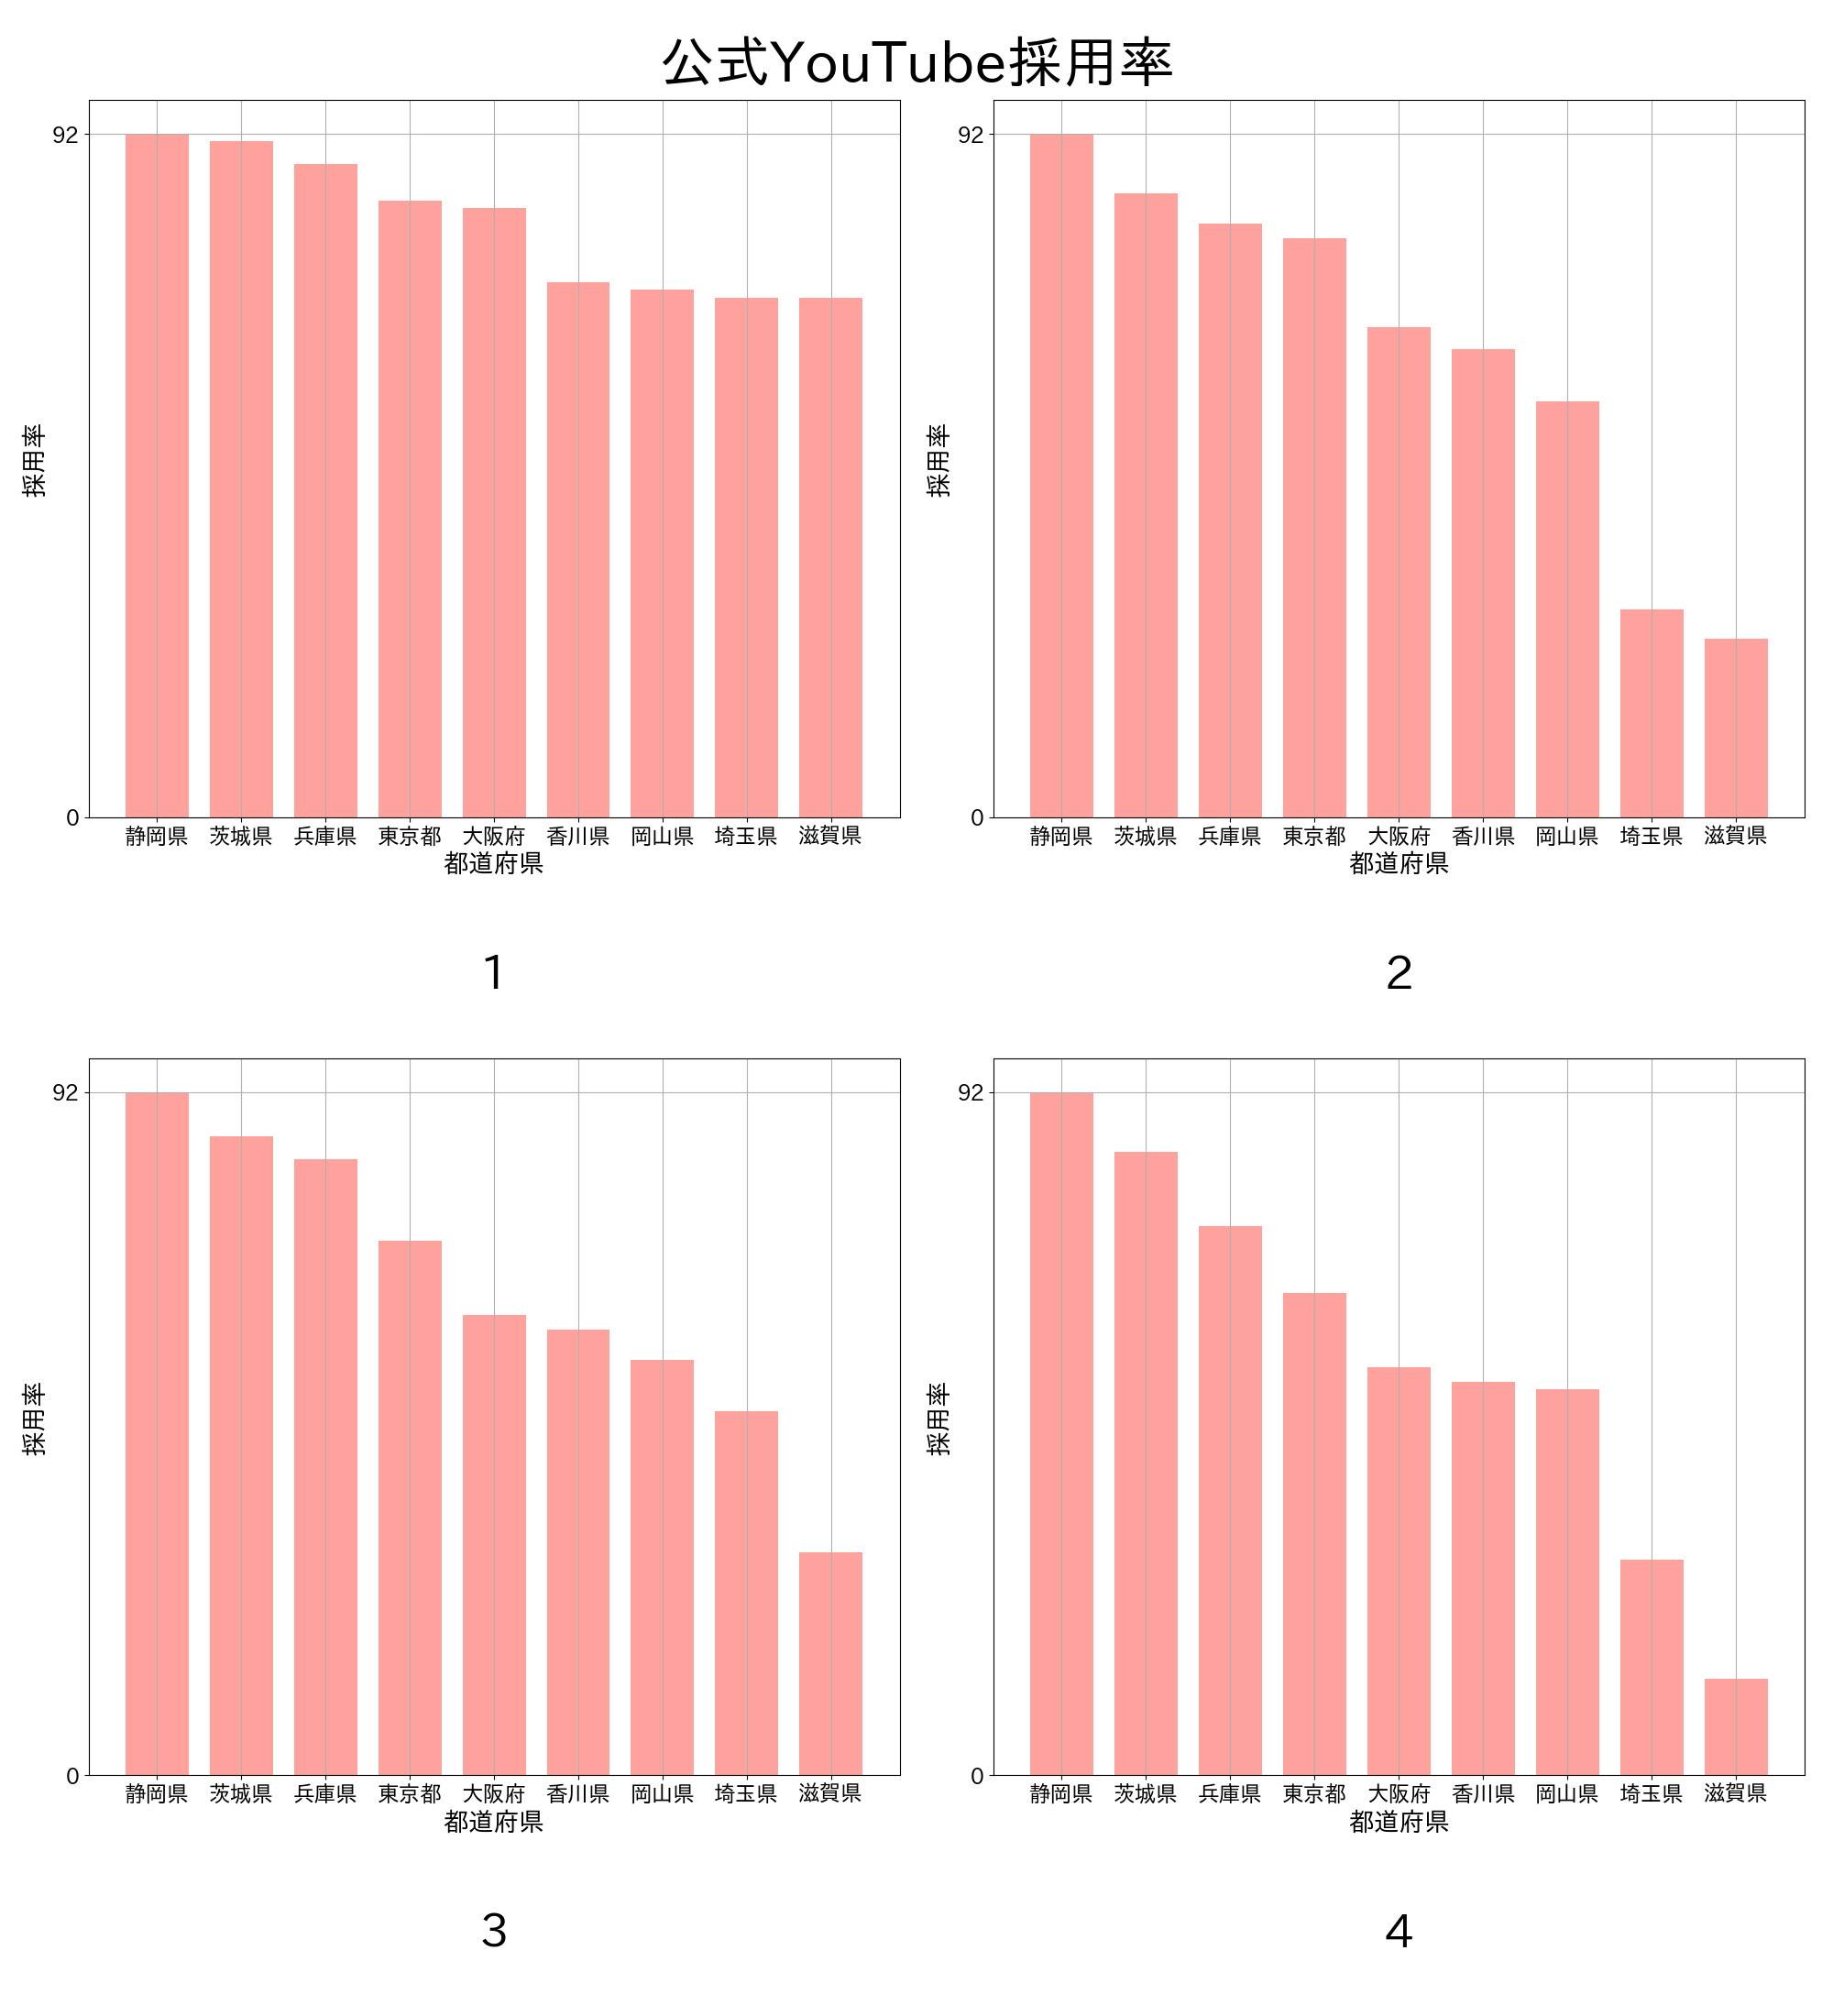 公式YouTube採用率
92
0
採用率
静岡県 茨城県 兵庫県 東京都 大阪府 香川県 岡山県 埼玉県 滋賀県
都道府県
1
92
0
採用率
静岡県 茨城県 兵庫県 東京都 大阪府 香川県 岡山県 埼玉県 滋賀県
都道府県
2
92
0
採用率
静岡県 茨城県 兵庫県 東京都 大阪府 香川県 岡山県 埼玉県 滋賀県
都道府県
3
92
0
採用率
静岡県 茨城県 兵庫県 東京都 大阪府 香川県 岡山県 埼玉県 滋賀県
都道府県
4